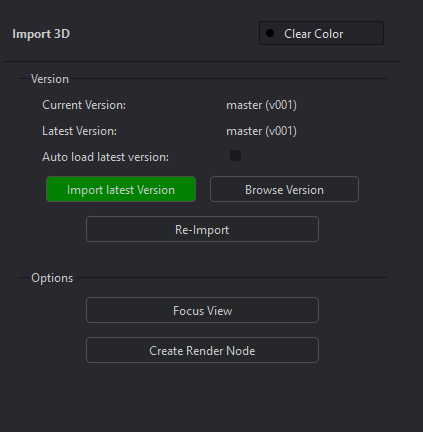 Import 3D
Clear Color
Version
Current Version: master (v001)
Latest Version: master (v001)
Auto load latest version:
Import latest Version Browse Version
Re-Import
Options
Focus View
Create Render Node